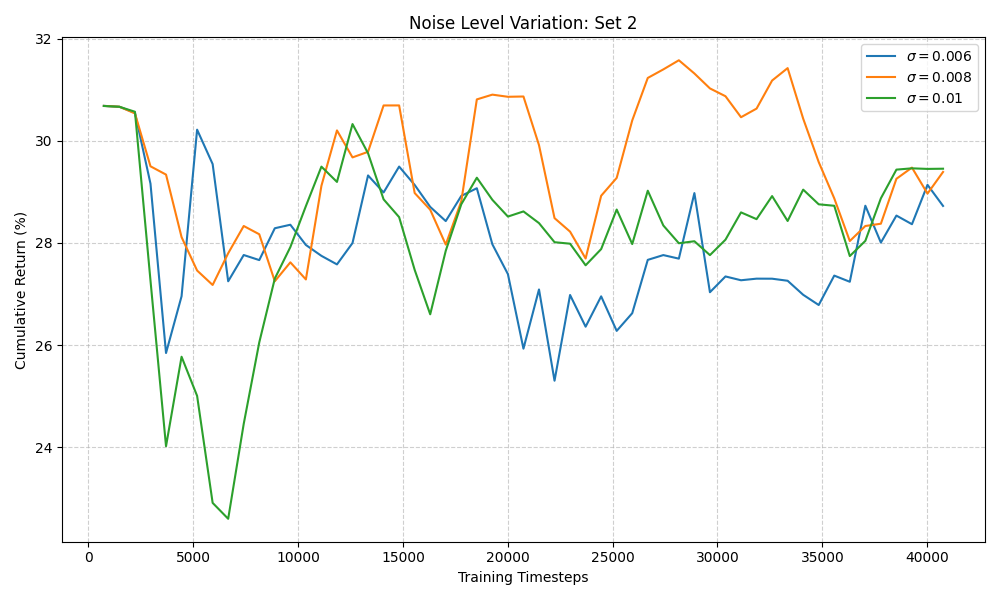 Noise Level Variation: Set 2
σ = 0.006
σ = 0.008
σ = 0.01
Cumulative Return (%)
32
30
28
26
24
0 5000 10000 15000 20000 25000 30000 35000 40000
Training Timesteps